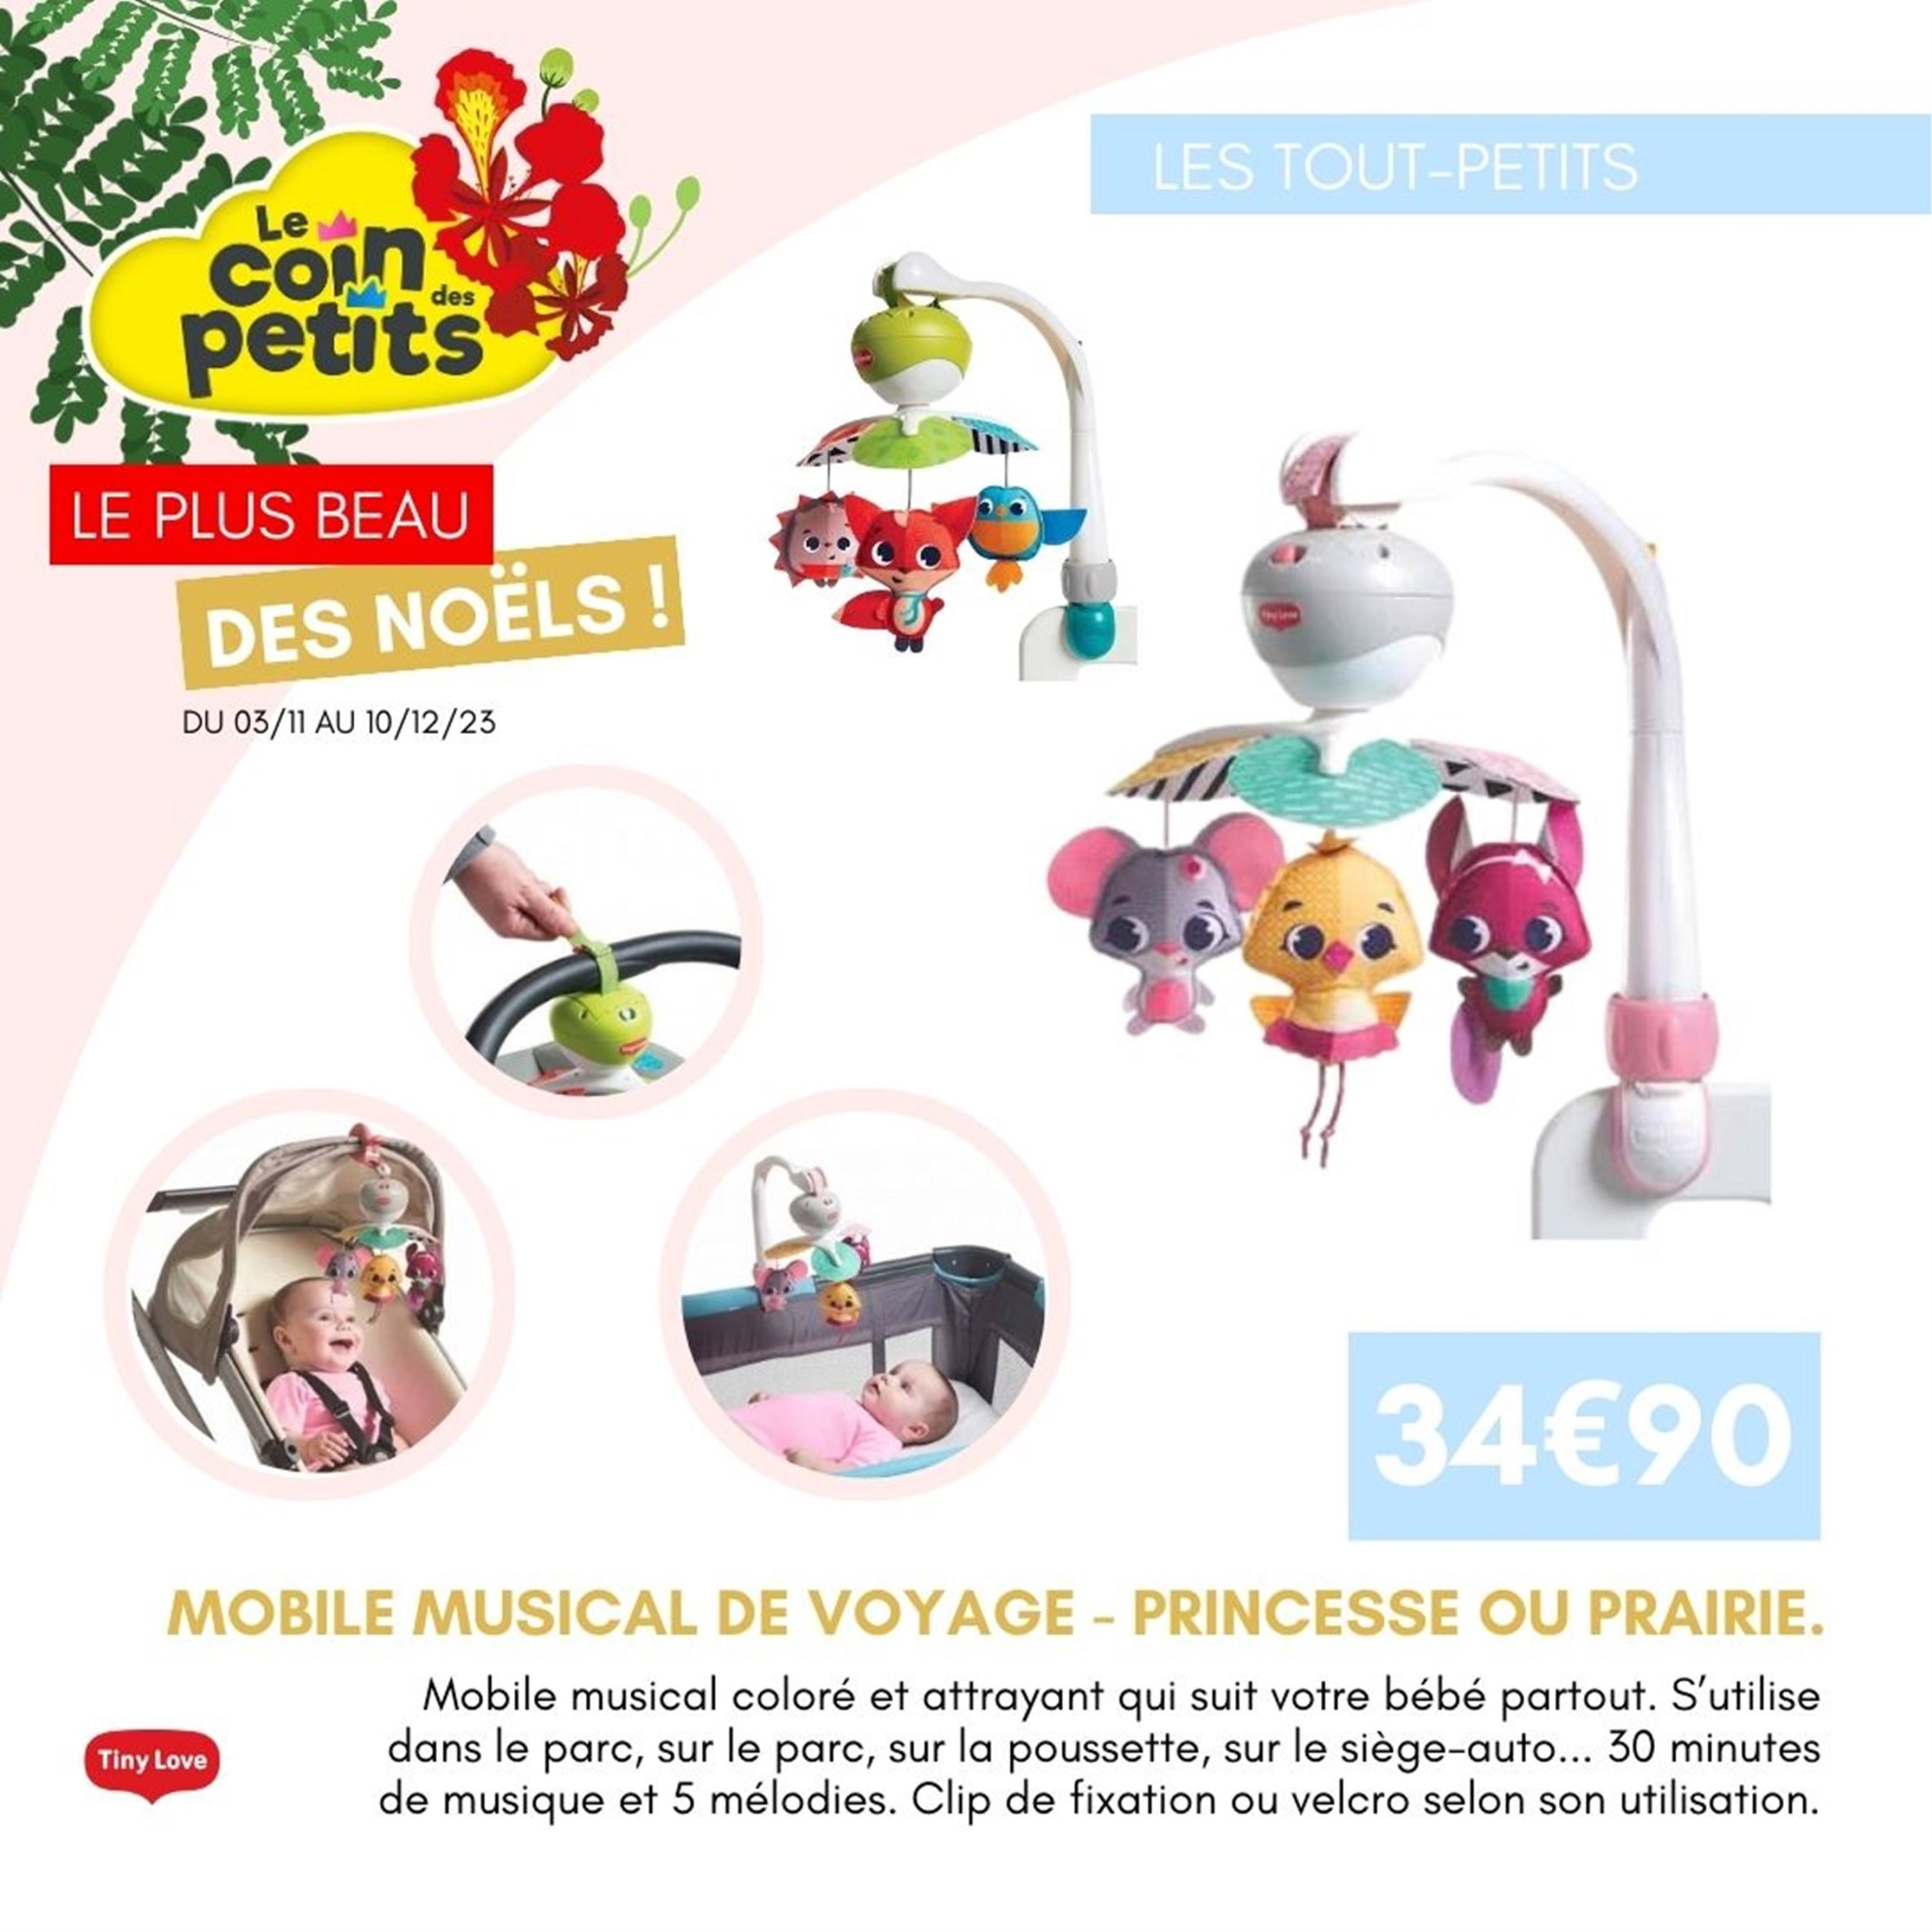 Le
coin
des
petits
LE PLUS BEAU
DES NOËLS !
DU 03/11 AU 10/12/23
LES TOUT-PETITS
Tiny Love
34€90
MOBILE MUSICAL DE VOYAGE - PRINCESSE OU PRAIRIE.
Mobile musical coloré et attrayant qui suit votre bébé partout. S'utilise
dans le parc, sur le parc, sur la poussette, sur le siège-auto... 30 minutes
de musique et 5 mélodies. Clip de fixation ou velcro selon son utilisation.
Tiny Love